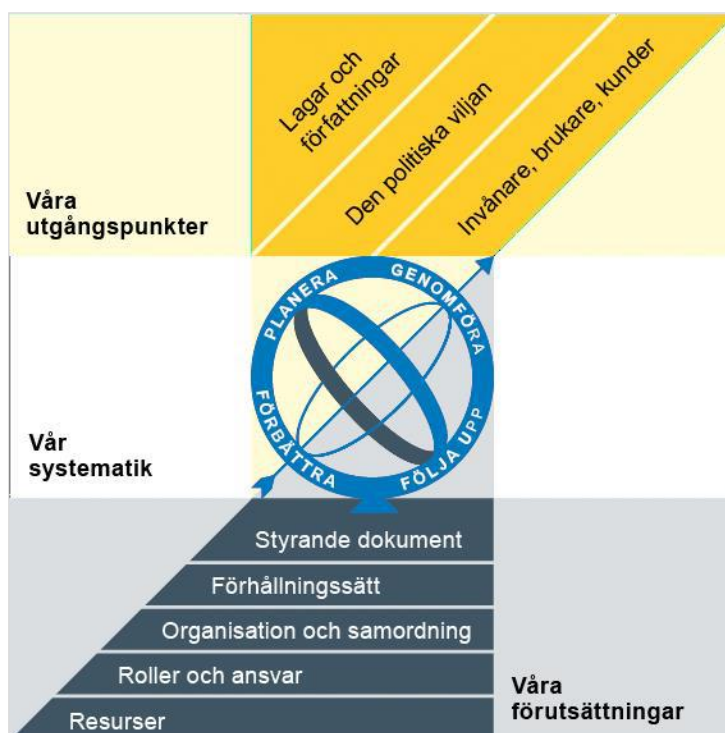 Lagar och
författningar
Den politiska viljan
Invånare, brukare, kunder
Våra
utgångspunkter
PLANERA
GENOMFÖRA
FÖLJA UPP
FÖRBÄTTRA
Vår
systematik
Styrande dokument
Förhållningssätt
Organisation och samordning
Roller och ansvar
Resurser
Våra
förutsättningar